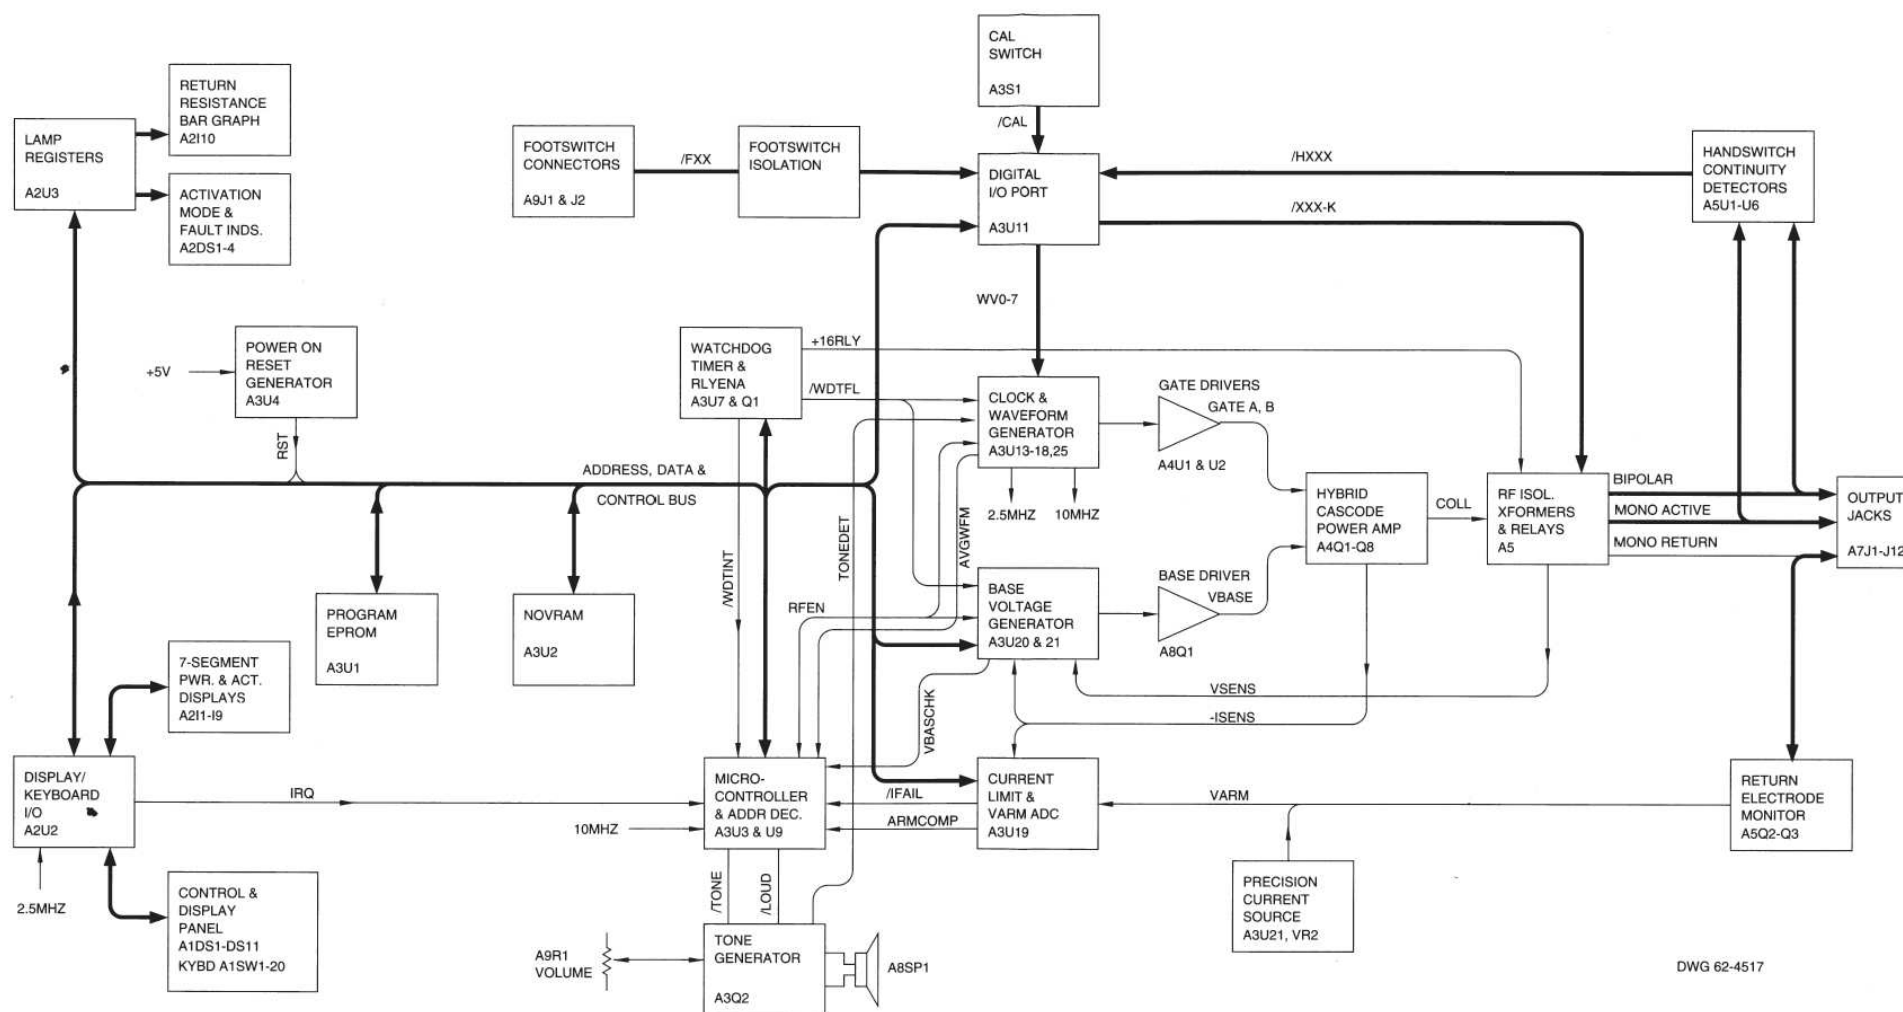 CAL
SWITCH
A3S1
/CAL
RETURN
RESISTANCE
BAR GRAPH
A2I10
LAMP
REGISTERS
A2U3
ACTIVATION
MODE &
FAULT INDS.
A2DS1-4
FOOTSWITCH
CONNECTORS
A9J1 & J2
/FXX
FOOTSWITCH
ISOLATION
DIGITAL
I/O PORT
A3U11
/HXXX
/XXX-K
HANDSWITCH
CONTINUITY
DETECTORS
A5U1-U6
WV0-7
+5V
POWER ON
RESET
GENERATOR
A3U4
RST
WATCHDOG
TIMER &
RLYENA
A3U7 & Q1
+16RLY
/WDTFL
CLOCK &
WAVEFORM
GENERATOR
A3U13-18,25
GATE DRIVERS
GATE A, B
A4U1 & U2
ADDRESS, DATA &
CONTROL BUS
2.5MHZ
10MHZ
HYBRID
CASCODE
POWER AMP
A4Q1-Q8
COLL
RF ISOL.
XFORMERS
& RELAYS
A5
BIPOLAR
MONO ACTIVE
MONO RETURN
OUTPUT
JACKS
A7J1-J12
/WDTINT
TONEDET
AVGWFM
RFEN
BASE
VOLTAGE
GENERATOR
A3U20 & 21
BASE DRIVER
VBASE
A8Q1
PROGRAM
EPROM
A3U1
NOVRAM
A3U2
7-SEGMENT
PWR. & ACT.
DISPLAYS
A2I1-I9
VBASCHK
VSENS
-ISENS
DISPLAY/
KEYBOARD
I/O
A2U2
IRQ
10MHZ
MICRO-
CONTROLLER
& ADDR DEC.
A3U3 & U9
/IFAIL
ARMCOMP
CURRENT
LIMIT &
VARM ADC
A3U19
VARM
RETURN
ELECTRODE
MONITOR
A5Q2-Q3
2.5MHZ
CONTROL &
DISPLAY
PANEL
A1DS1-DS11
KYBD A1SW1-20
/TONE
/LOUD
PRECISION
CURRENT
SOURCE
A3U21, VR2
A9R1
VOLUME
TONE
GENERATOR
A3Q2
A8SP1
DWG 62-4517